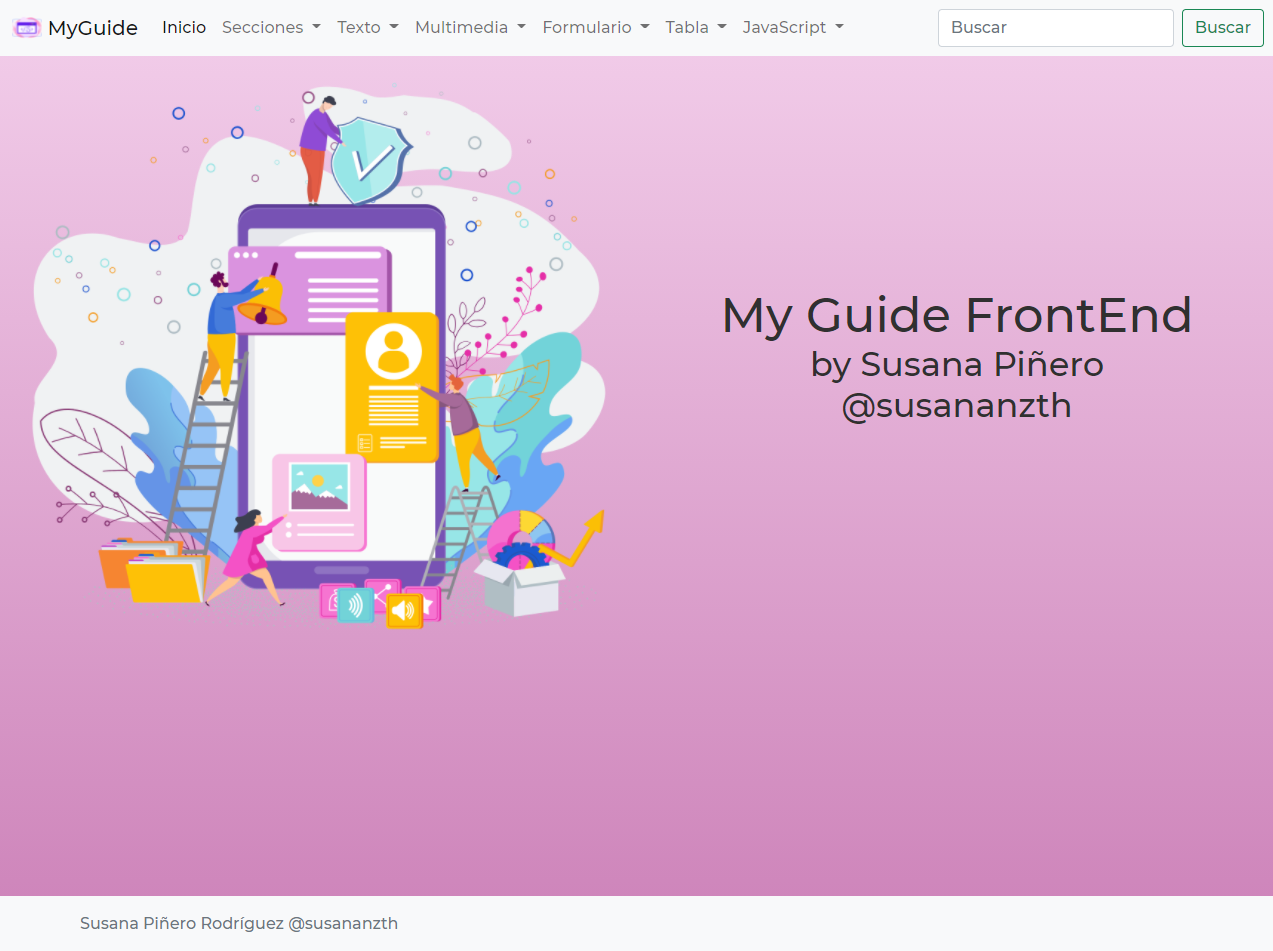 MyGuide Inicio Secciones Texto Multimedia Formulario Tabla JavaScript Buscar Buscar
My Guide FrontEnd
by Susana Piñero
@susananzth
Susana Piñero Rodríguez @susananzth